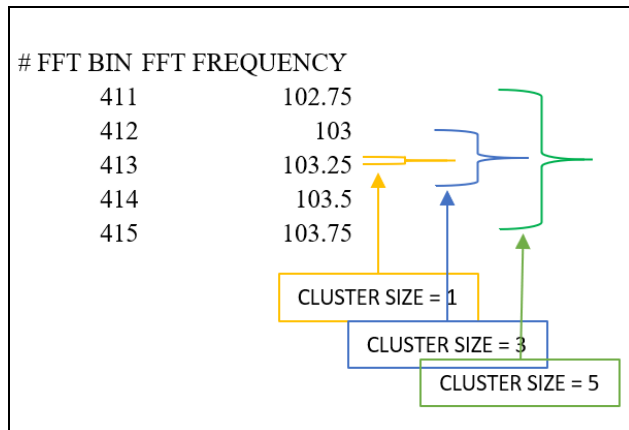 # FFT BIN FFT FREQUENCY
411 102.75
412 103
413 103.25
414 103.5
415 103.75
CLUSTER SIZE = 1
CLUSTER SIZE = 3
CLUSTER SIZE = 5